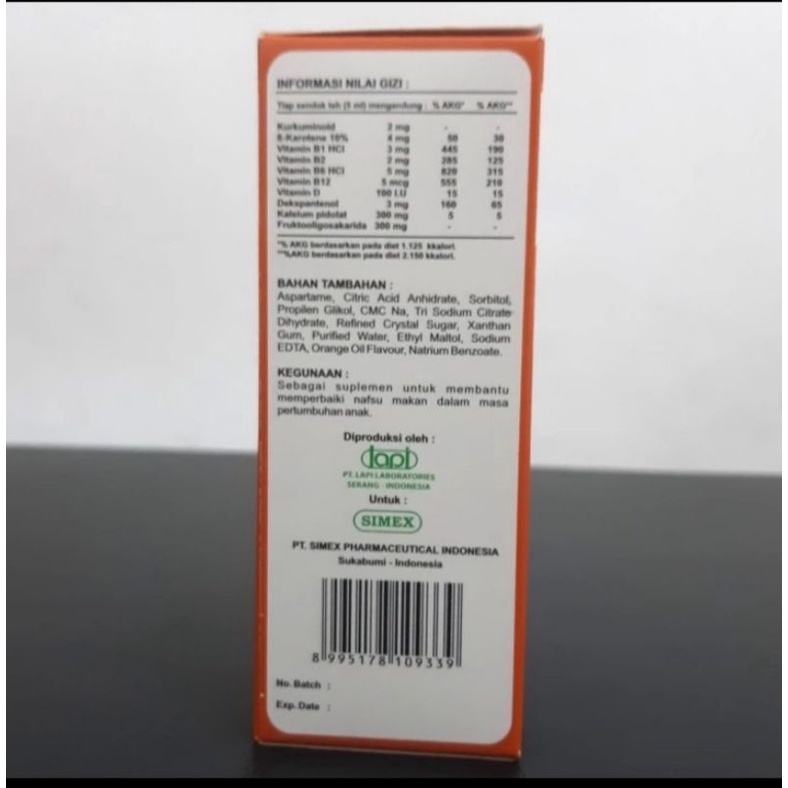 INFORMASI NILAI GIZI :
Tiap sendok teh (5 ml) mengandung : % AKG* % AKG**
Kurkuminoid 2 mg - -
ß-Karotene 10% 4 mg 50 30
Vitamin B1 HCl 3 mg 445 190
Vitamin B2 2 mg 285 125
Vitamin B6 HCl 5 mg 820 315
Vitamin B12 5 mcg 555 210
Vitamin D 100 I.U 15 15
Dekspantenol 3 mg 160 65
Kalsium pidolat 300 mg 5 5
Fruktooligosakarida 300 mg - -
*% AKG berdasarkan pada diet 1.125 kkalori.
**%AKG berdasarkan pada diet 2.150 kkalori.
BAHAN TAMBAHAN :
Aspartame, Citric Acid Anhidrate, Sorbitol,
Propilen Glikol, CMC Na, Tri Sodium Citrate
Dihydrate, Refined Crystal Sugar, Xanthan
Gum, Purified Water, Ethyl Maltol, Sodium
EDTA, Orange Oil Flavour, Natrium Benzoate.
KEGUNAAN :
Sebagai suplemen untuk membantu
memperbaiki nafsu makan dalam masa
pertumbuhan anak.
Diproduksi oleh :
lapi
PT. LAPI LABORATORIES
SERANG - INDONESIA
Untuk :
SIMEX
PT. SIMEX PHARMACEUTICAL INDONESIA
Sukabumi - Indonesia
8 995178 109339
No. Batch :
Exp. Date :